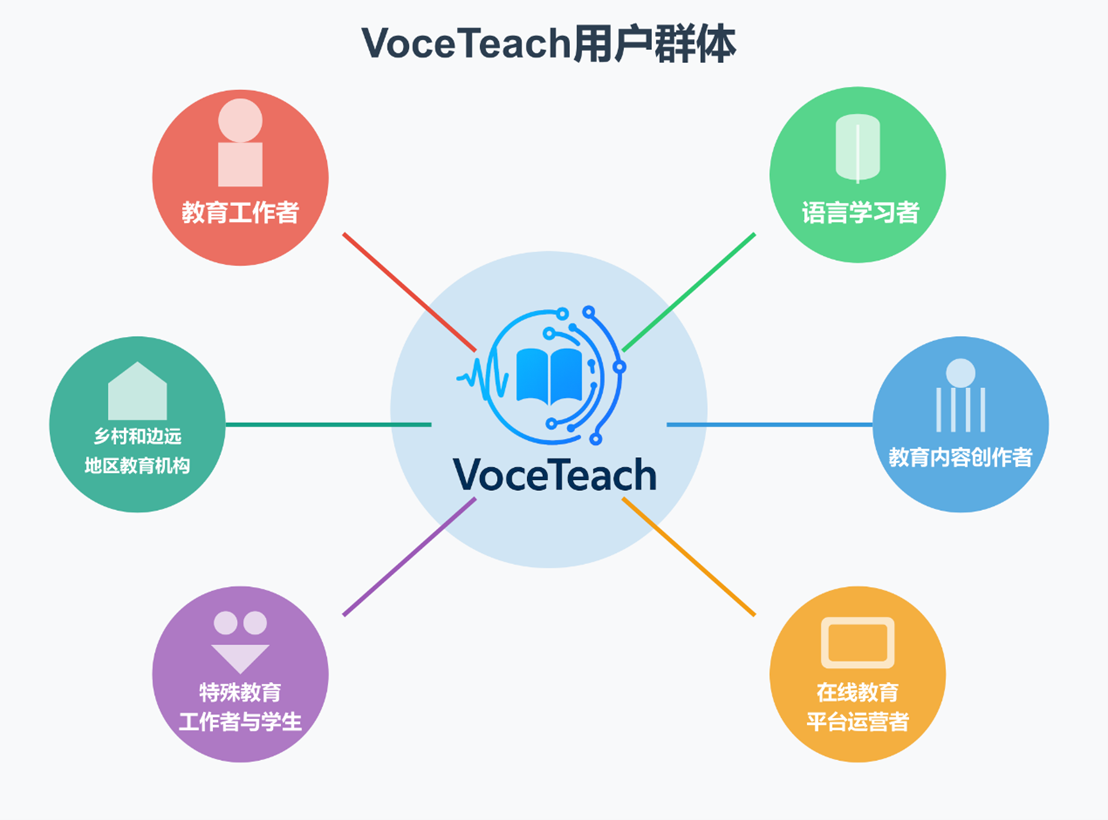 VoceTeach用户群体
教育工作者
语言学习者
乡村和边远
地区教育机构
VoceTeach
教育内容创作者
特殊教育
工作者与学生
在线教育
平台运营者